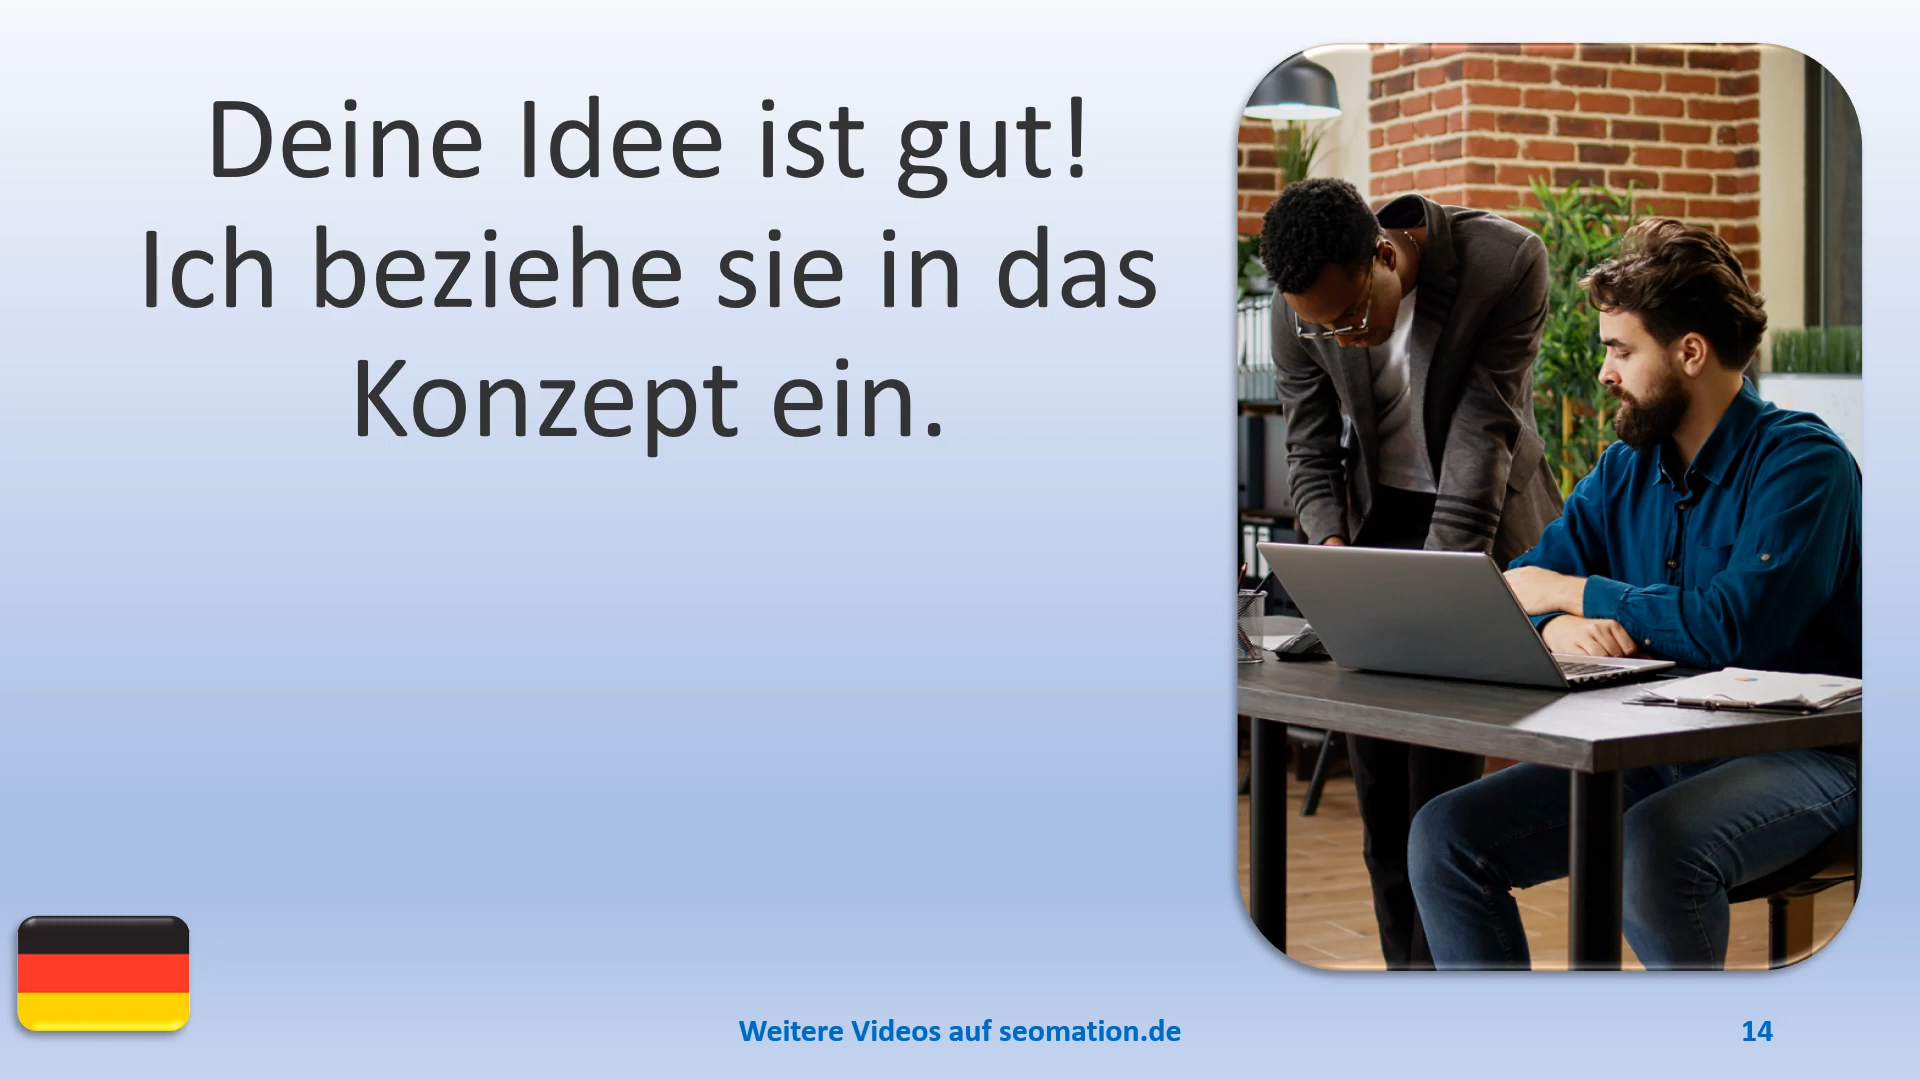 Deine Idee ist gut!
Ich beziehe sie in das
Konzept ein.
Weitere Videos auf seomation.de
14